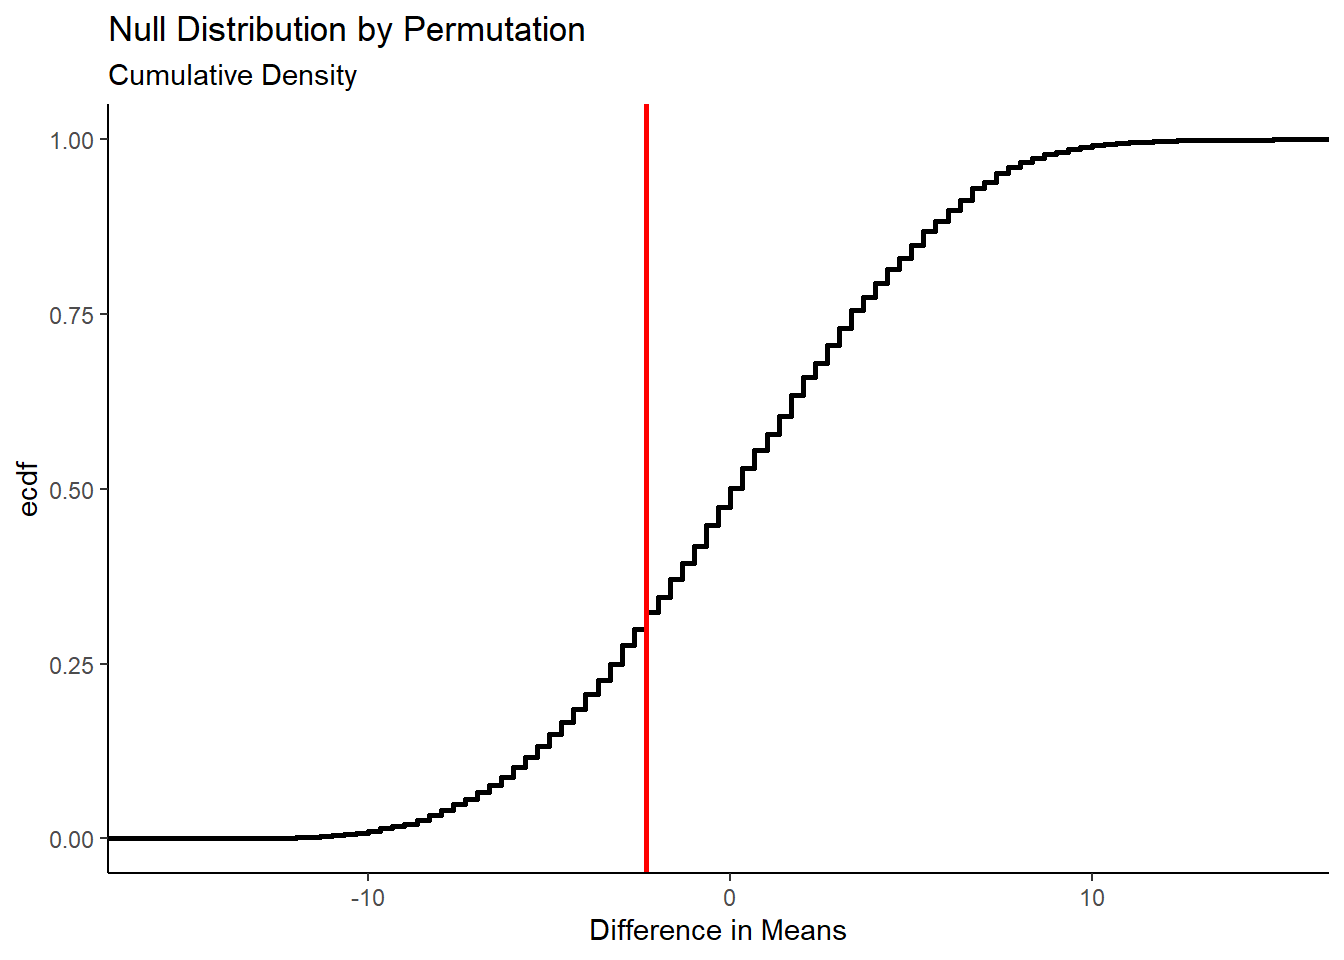 Null Distribution by Permutation
Cumulative Density
1.00
0.75
0.50
0.25
0.00
ecdf
-10 0 10
Difference in Means